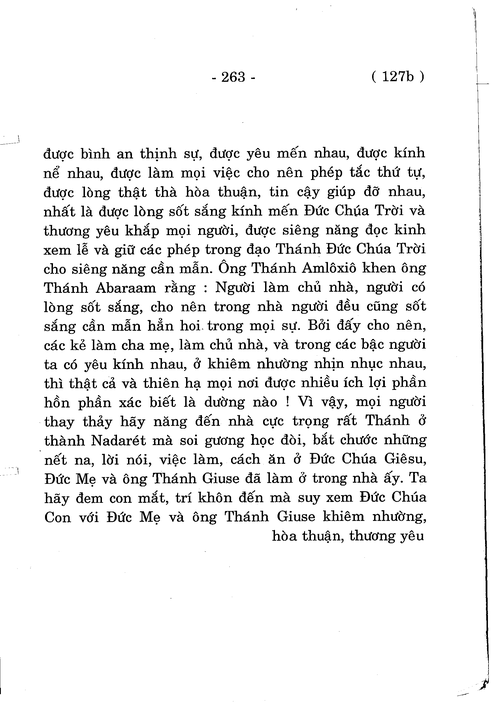 - 263 - ( 127b )
được bình an thịnh sự, được yêu mến nhau, được kính
nể nhau, được làm mọi việc cho nên phép tắc thứ tự,
được lòng thật thà hòa thuận, tin cậy giúp đỡ nhau,
nhất là được lòng sốt sắng kính mến Đức Chúa Trời và
thương yêu khắp mọi người, được siêng năng đọc kinh
xem lễ và giữ các phép trong đạo Thánh Đức Chúa Trời
cho siêng năng cần mẫn. Ông Thánh Amlôxiô khen ông
Thánh Abaraam rằng : Người làm chủ nhà, người có
lòng sốt sắng, cho nên trong nhà người đều cũng sốt
sắng cần mẫn hẳn hoi trong mọi sự. Bởi đấy cho nên,
các kẻ làm cha mẹ, làm chủ nhà, và trong các bậc người
ta có yêu kính nhau, ở khiêm nhường nhịn nhục nhau,
thì thật cả và thiên hạ mọi nơi được nhiều ích lợi phần
hồn phần xác biết là dường nào ! Vì vậy, mọi người
thay thảy hãy năng đến nhà cực trọng rất Thánh ở
thành Nadarét mà soi gương học đòi, bắt chước những
nết na, lời nói, việc làm, cách ăn ở Đức Chúa Giêsu,
Đức Mẹ và ông Thánh Giuse đã làm ở trong nhà ấy. Ta
hãy đem con mắt, trí khôn đến mà suy xem Đức Chúa
Con với Đức Mẹ và ông Thánh Giuse khiêm nhường,
hòa thuận, thương yêu